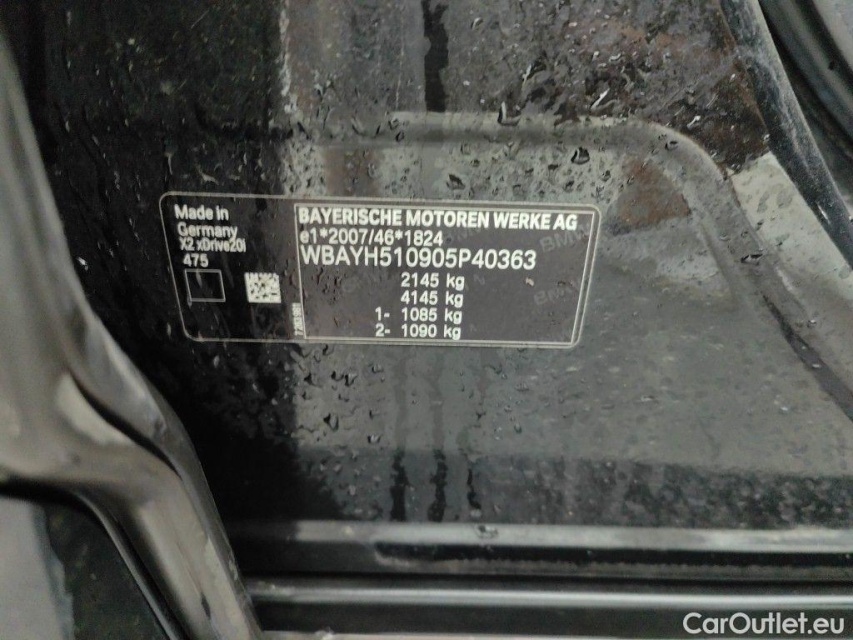 Made in
Germany
X2 xDrive20i
475
BAYERISCHE MOTOREN WERKE AG
e1*2007/46*1824
WBAYH510905P40363
2145 kg
4145 kg
1- 1085 kg
2- 1090 kg
CarOutlet.eu